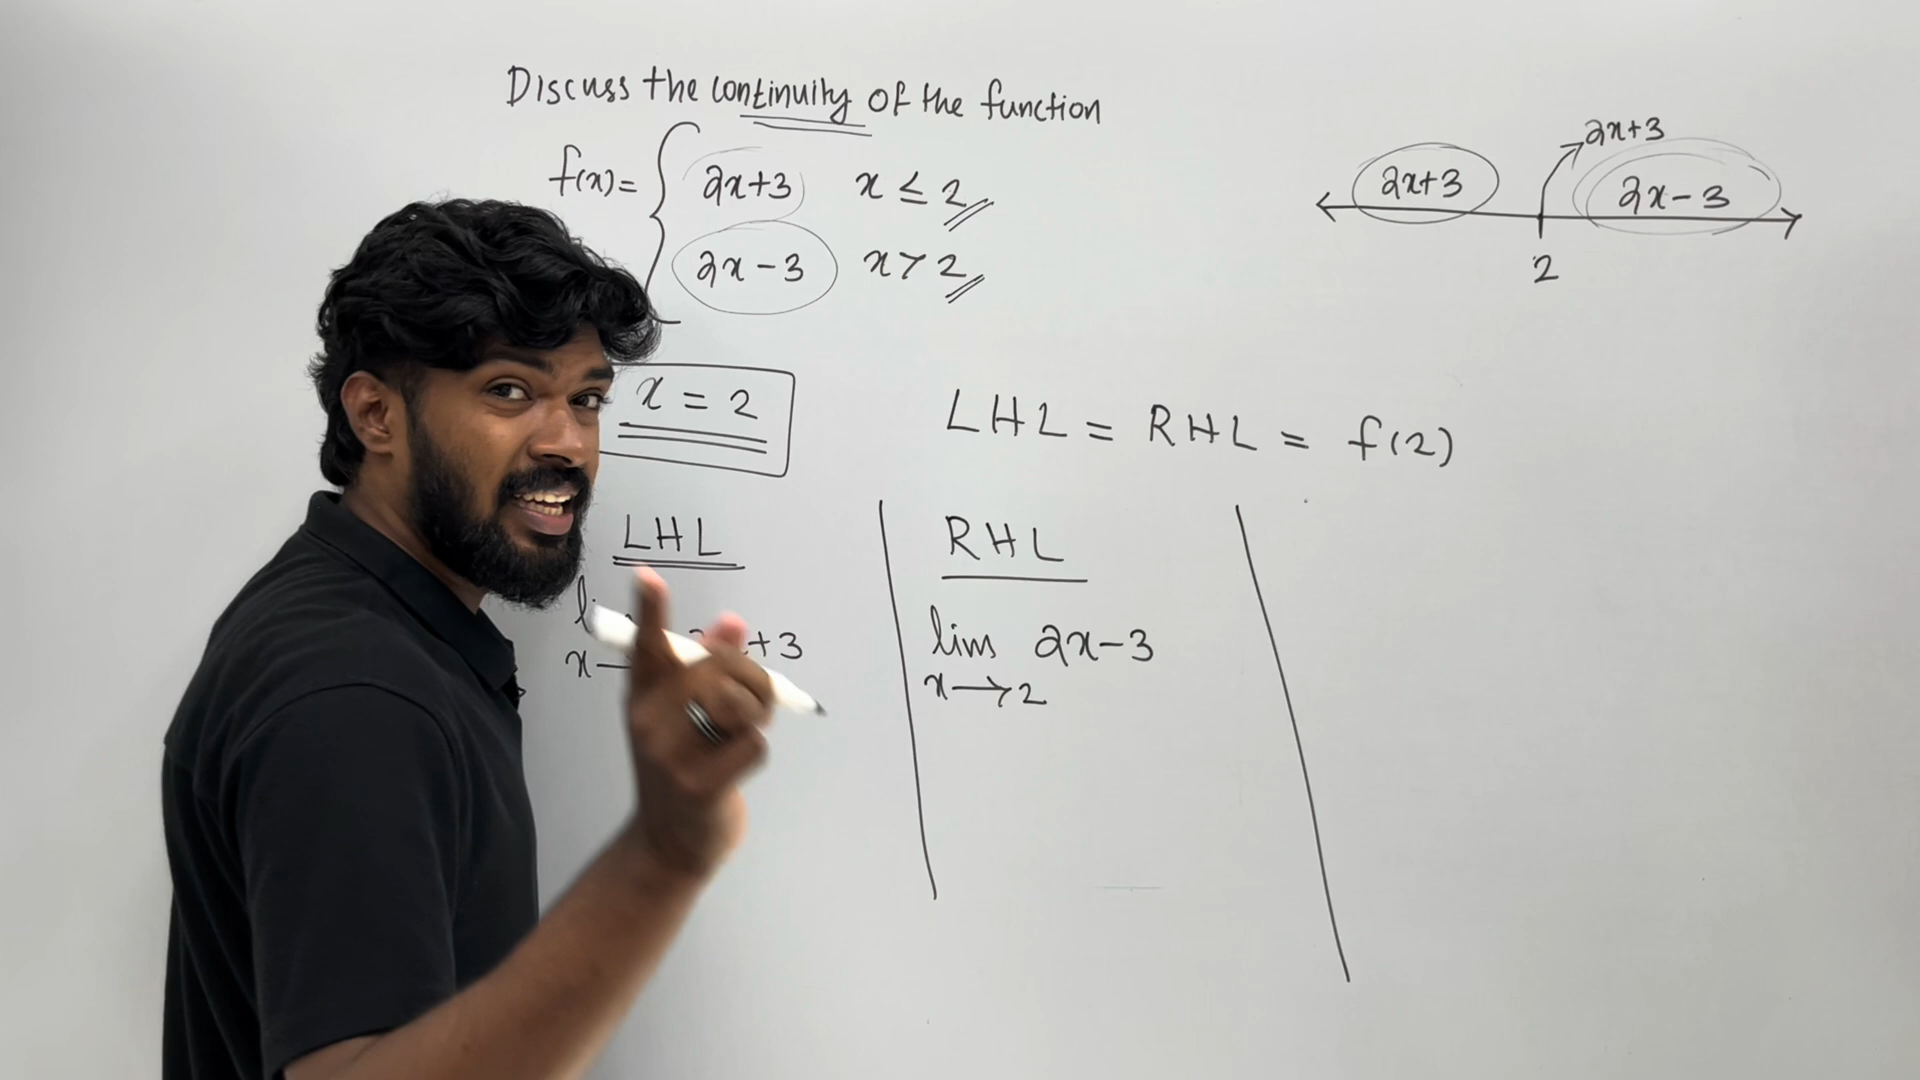 Discuss the continuity of the function
f(x) = { 2x+3 x ≤ 2
2x-3 x > 2
2x+3
2x+3 2x-3
2
x = 2
LHL = RHL = f(2)
LHL
+3
x→
RHL
lim 2x-3
x→2